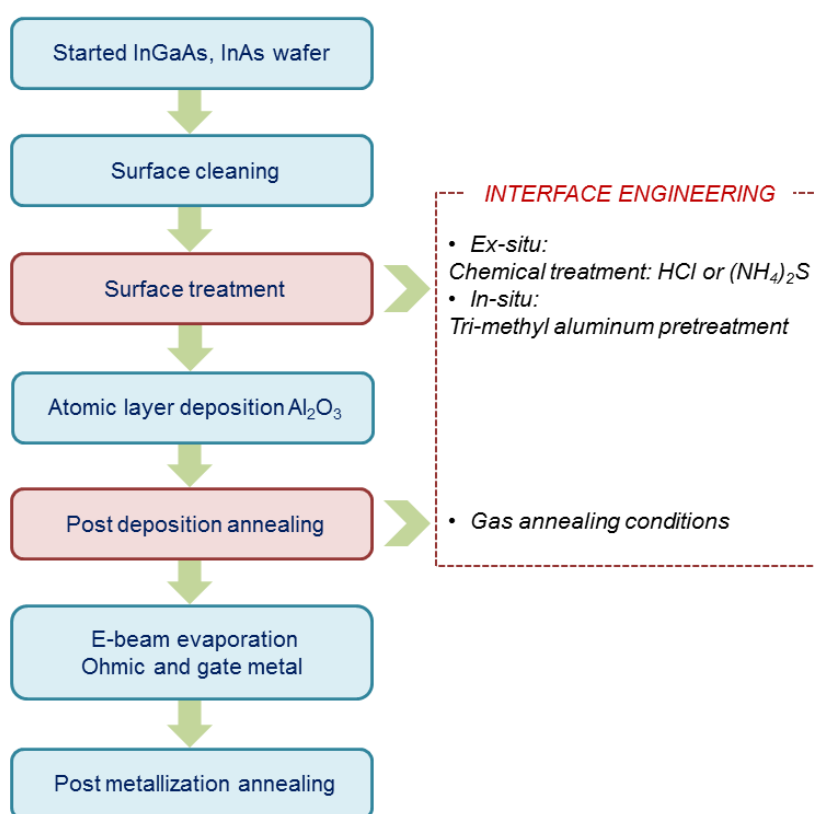 Started InGaAs, InAs wafer
Surface cleaning
Surface treatment
Atomic layer deposition Al₂O₃
Post deposition annealing
E-beam evaporation
Ohmic and gate metal
Post metallization annealing
INTERFACE ENGINEERING
• Ex-situ:
Chemical treatment: HCl or (NH₄)₂S
• In-situ:
Tri-methyl aluminum pretreatment
• Gas annealing conditions